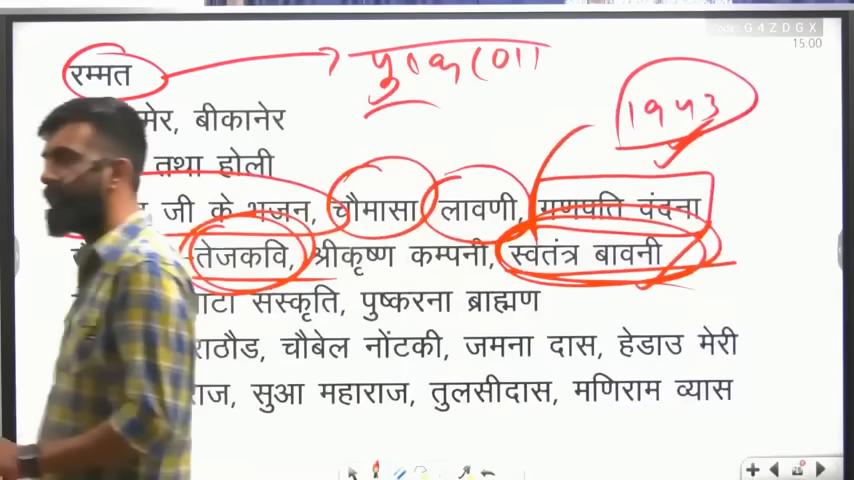 Code: G4ZDGX
15:00
रम्मत पुष्करणा
मेर, बीकानेर
तथा होली
जी के भजन, चौमासा लावणी, गणपति वंदना
1943
तेजकवि, श्रीकृष्ण कम्पनी, स्वतंत्र बावनी
पाटा संस्कृति, पुष्करना ब्राह्मण
राठौड, चौबेल नोंटकी, जमना दास, हेडाउ मेरी
राज, सुआ महाराज, तुलसीदास, मणिराम व्यास